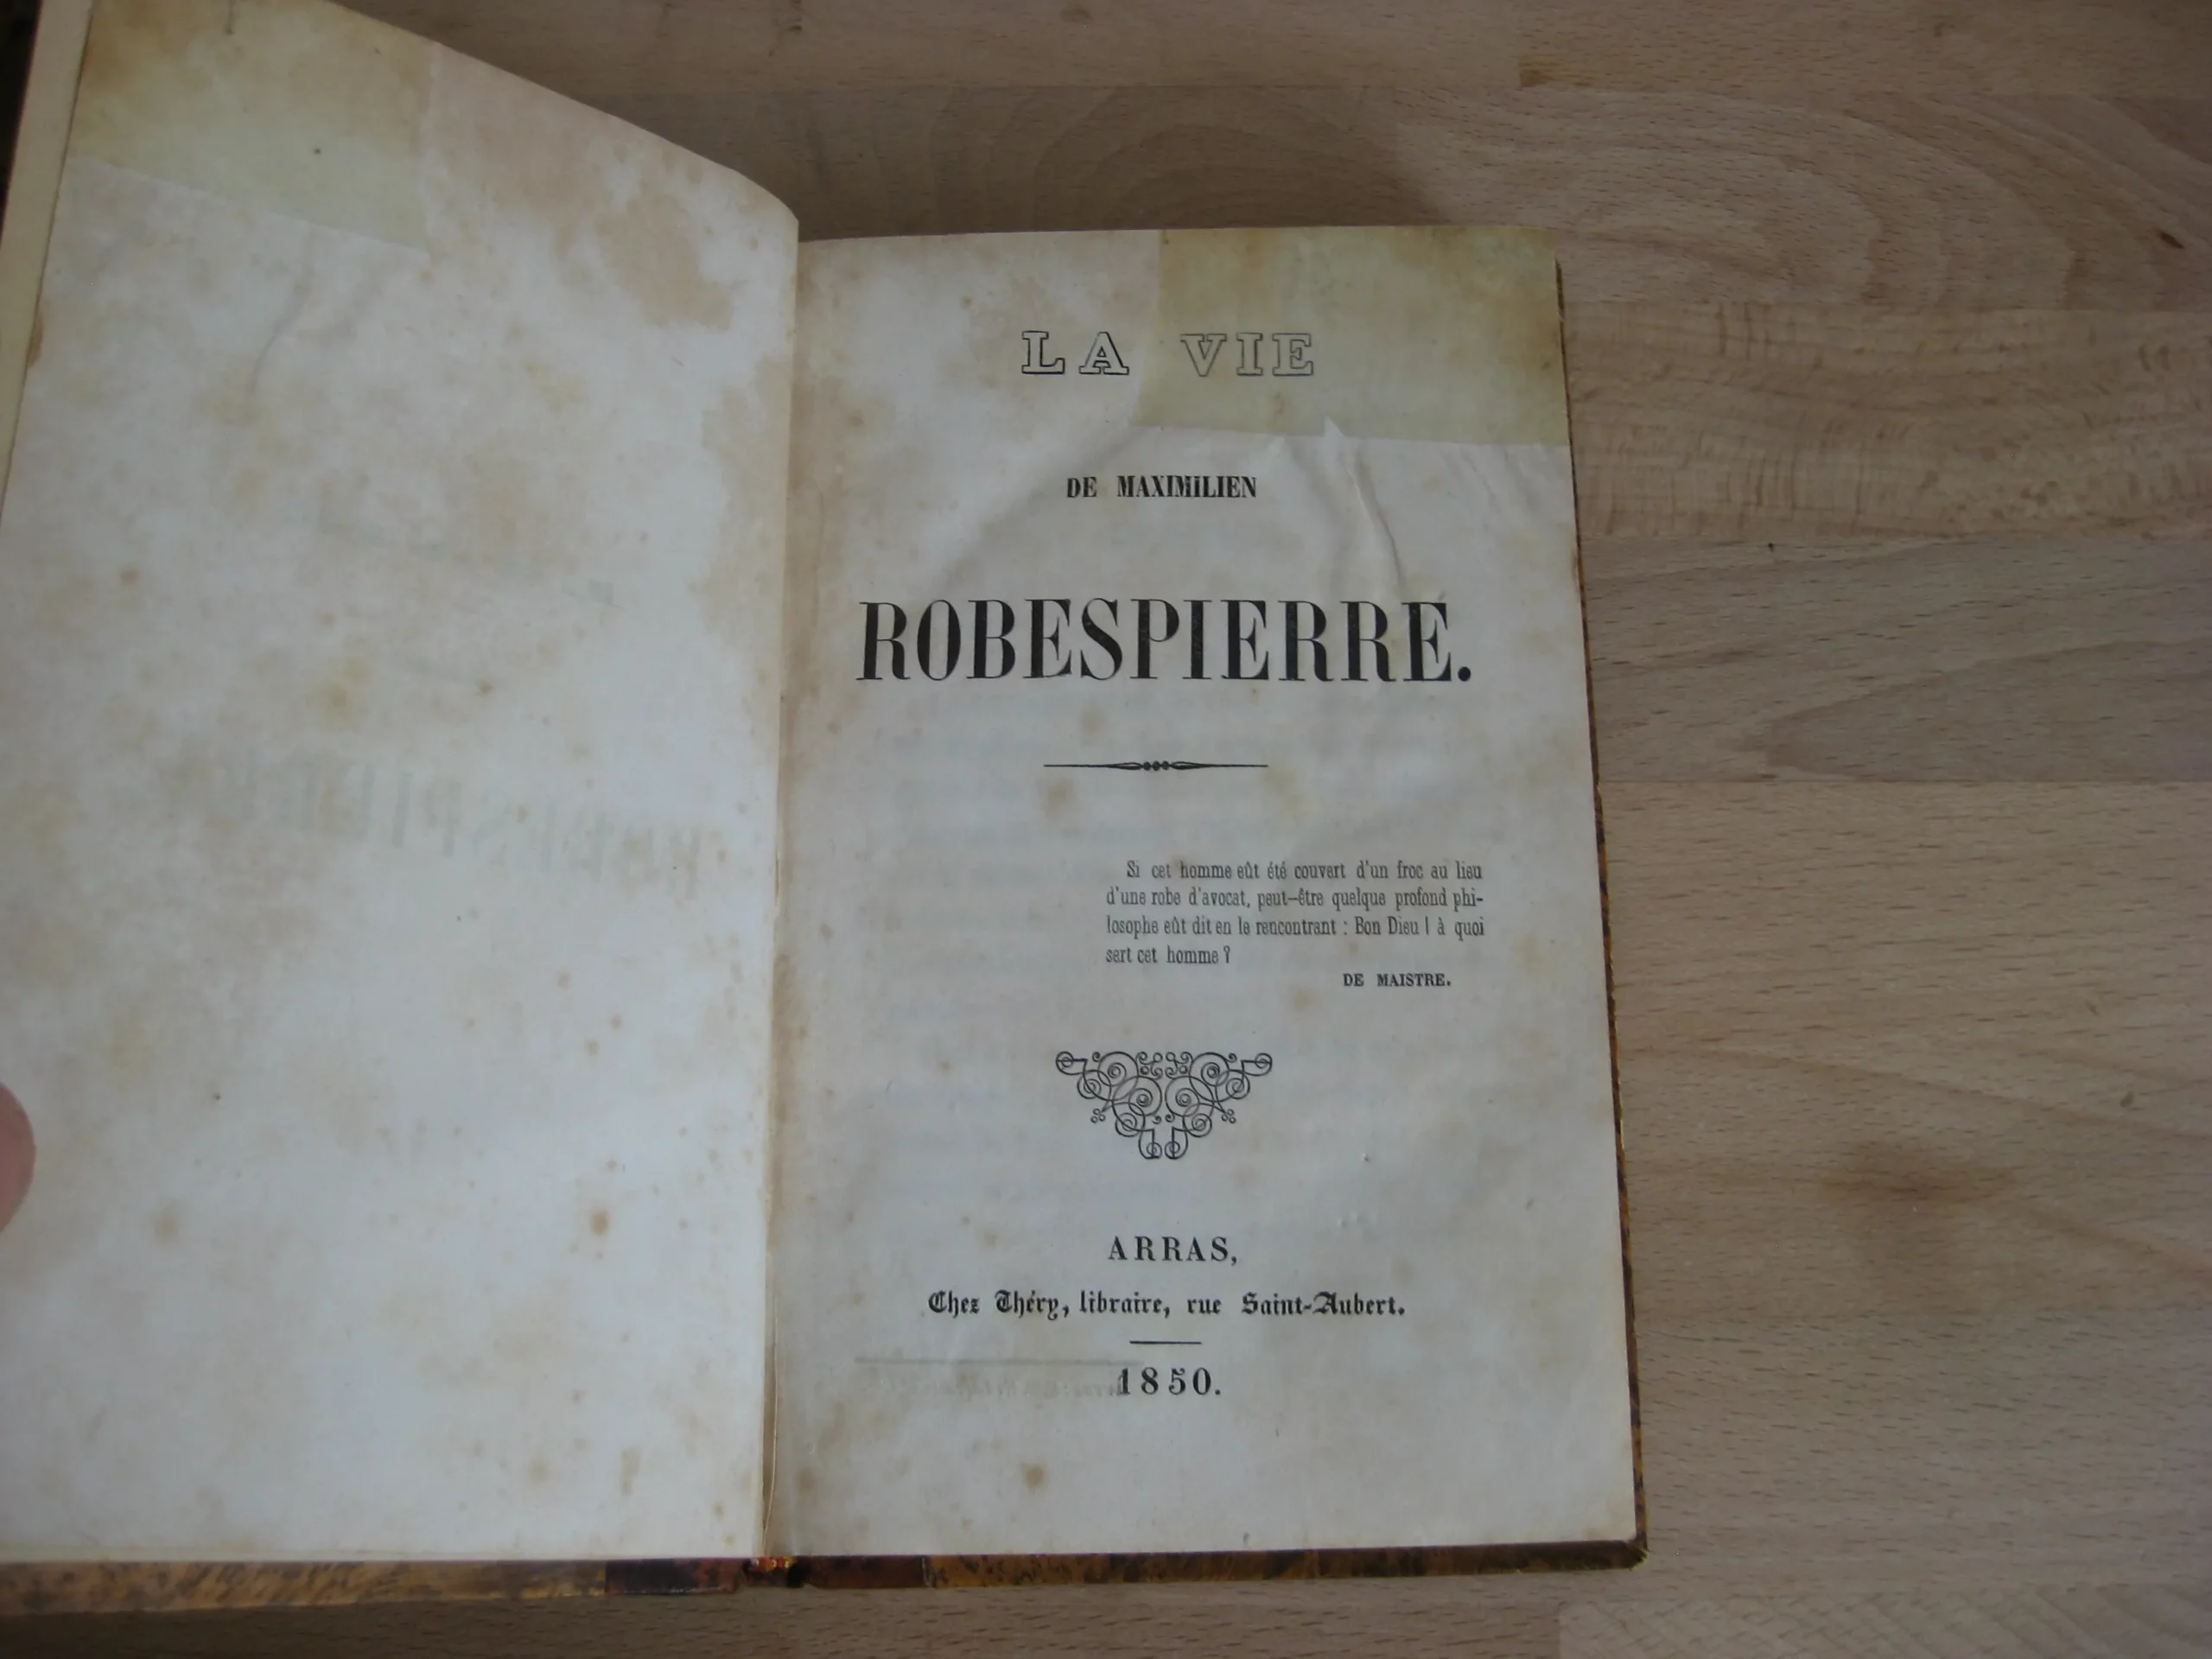 LA VIE
DE MAXIMILIEN
ROBESPIERRE.
Si cet homme eût été couvert d'un froc au lieu
d'une robe d'avocat, peut-être quelque profond phi-
losophe eût dit en le rencontrant : Bon Dieu ! à quoi
sert cet homme ?
DE MAISTRE.
ARRAS,
Chez Théry, libraire, rue Saint-Aubert.
1850.